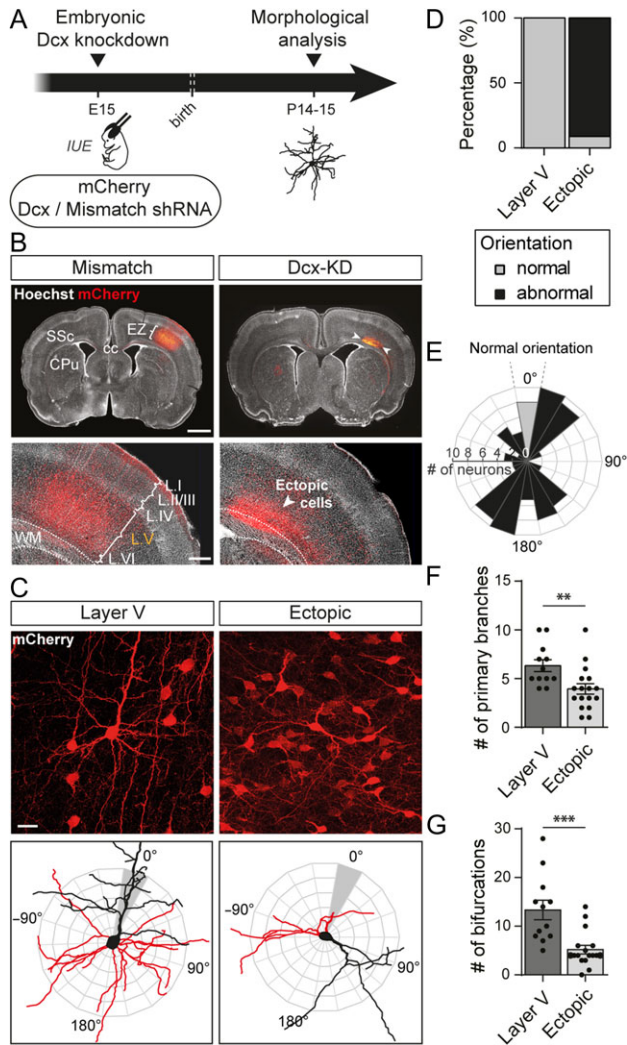 A
Embryonic
Dcx knockdown
Morphological
analysis
E15
birth
P14-15
IUE
mCherry
Dcx / Mismatch shRNA
B
Mismatch
Dcx-KD
Hoechst mCherry
SSc
CPu
cc
EZ
WM
L.I
L.II/III
L.IV
L.V
L.VI
Ectopic
cells
C
Layer V
Ectopic
mCherry
0°
-90°
90°
180°
0°
-90°
90°
180°
D
Percentage (%)
100
50
0
Layer V
Ectopic
Orientation
normal
abnormal
E
Normal orientation
0°
10 8 6 4 2 0
# of neurons
90°
180°
F
# of primary branches
15
10
5
0
**
Layer V
Ectopic
G
# of bifurcations
30
20
10
0
***
Layer V
Ectopic